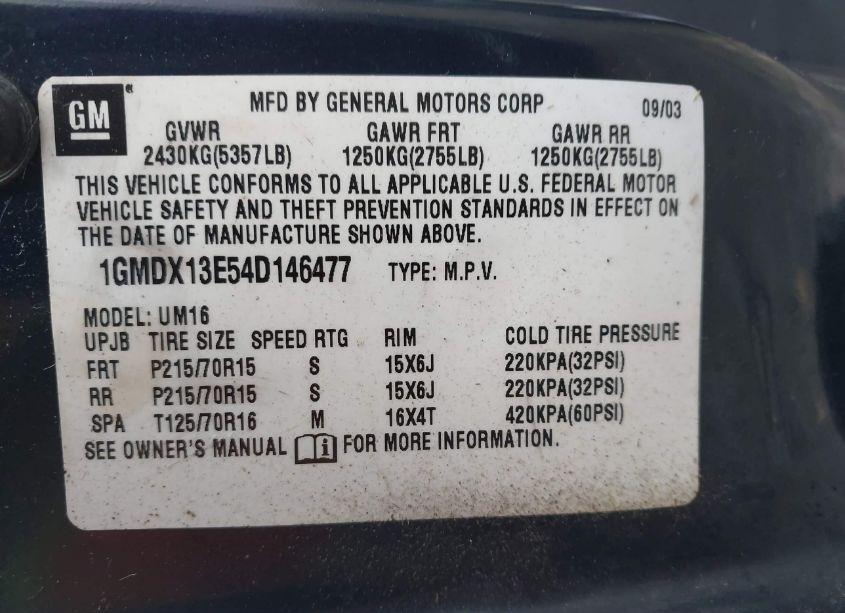 GM® MFD BY GENERAL MOTORS CORP 09/03
GVWR GAWR FRT GAWR RR
2430KG(5357LB) 1250KG(2755LB) 1250KG(2755LB)
THIS VEHICLE CONFORMS TO ALL APPLICABLE U.S. FEDERAL MOTOR
VEHICLE SAFETY AND THEFT PREVENTION STANDARDS IN EFFECT ON
THE DATE OF MANUFACTURE SHOWN ABOVE.
1GMDX13E54D146477 TYPE: M.P.V.
MODEL: UM16
UPJB TIRE SIZE SPEED RTG RIM COLD TIRE PRESSURE
FRT P215/70R15 S 15X6J 220KPA(32PSI)
RR P215/70R15 S 15X6J 220KPA(32PSI)
SPA T125/70R16 M 16X4T 420KPA(60PSI)
SEE OWNER'S MANUAL i FOR MORE INFORMATION.